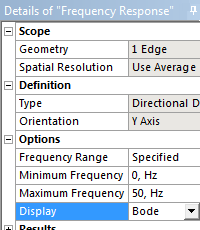 Details of "Frequency Response"
Scope
Geometry 1 Edge
Spatial Resolution Use Average
Definition
Type Directional D
Orientation Y Axis
Options
Frequency Range Specified
Minimum Frequency 0, Hz
Maximum Frequency 50, Hz
Display Bode
Results